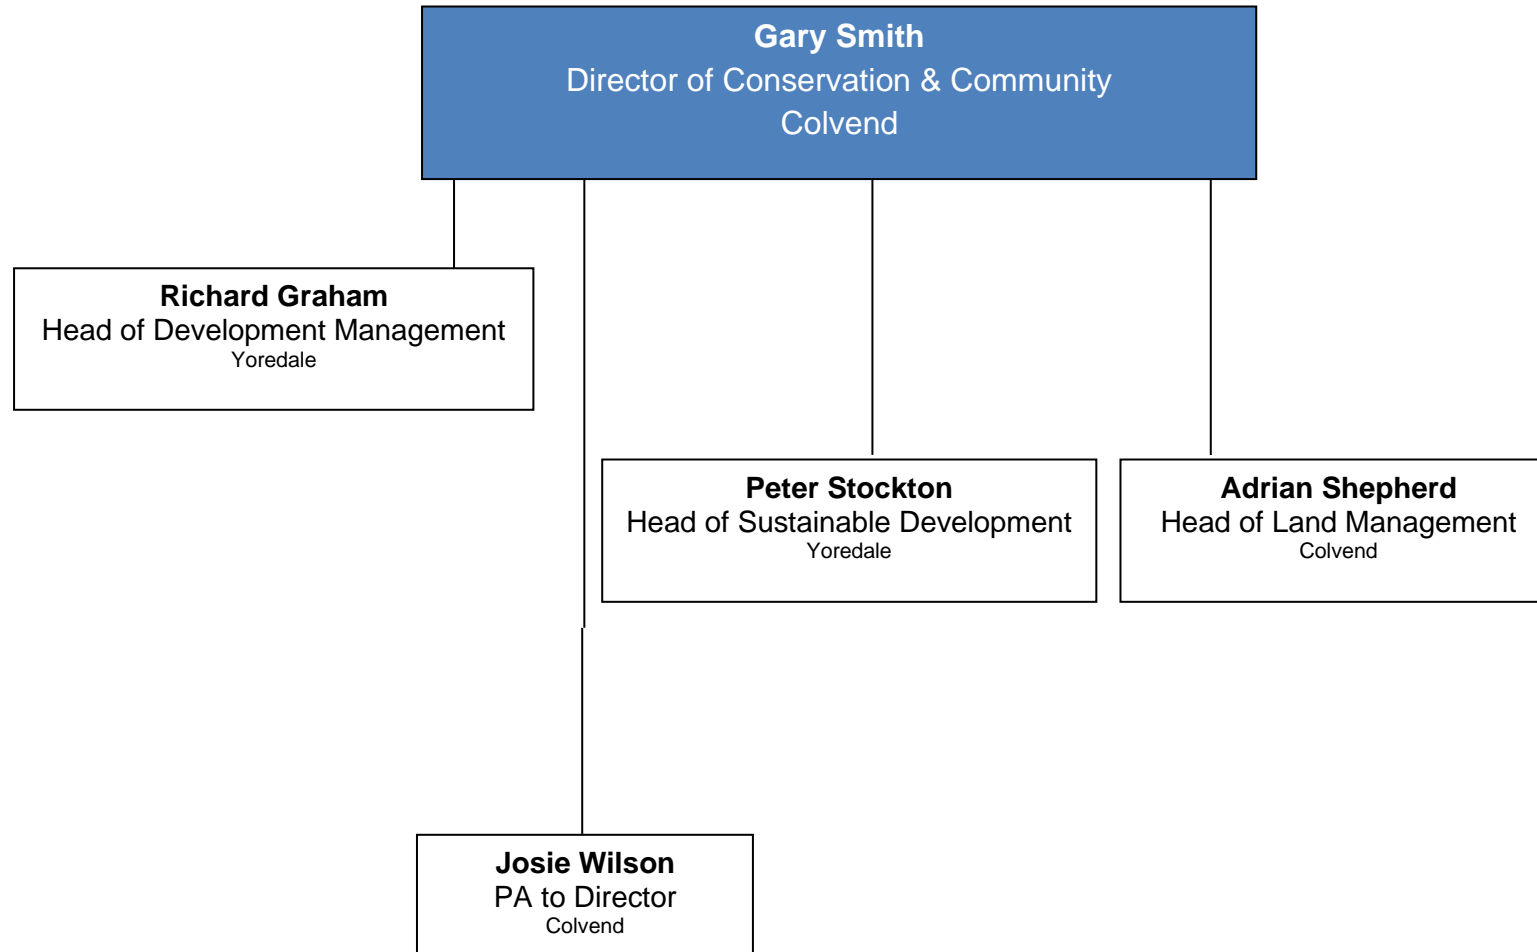 Gary Smith
Director of Conservation & Community
Colvend
Richard Graham
Head of Development Management
Yoredale
Peter Stockton
Head of Sustainable Development
Yoredale
Adrian Shepherd
Head of Land Management
Colvend
Josie Wilson
PA to Director
Colvend